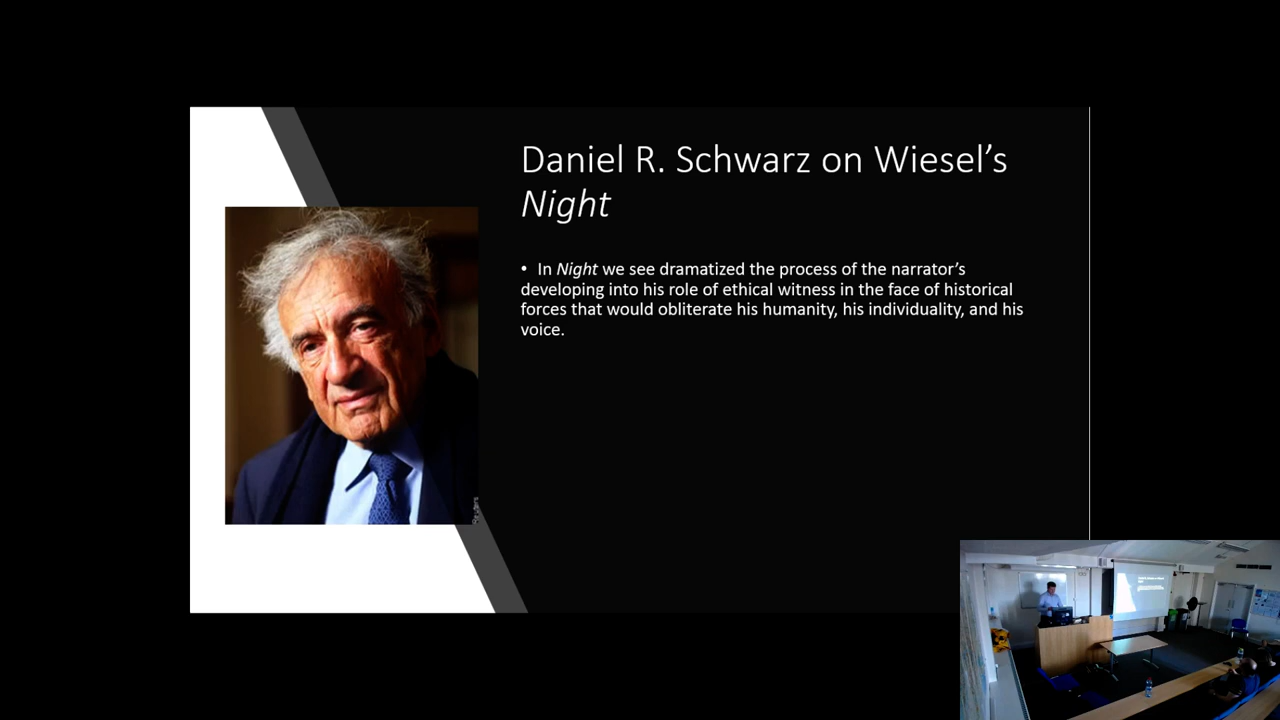 Daniel R. Schwarz on Wiesel’s
Night
• In Night we see dramatized the process of the narrator’s
developing into his role of ethical witness in the face of historical
forces that would obliterate his humanity, his individuality, and his
voice.